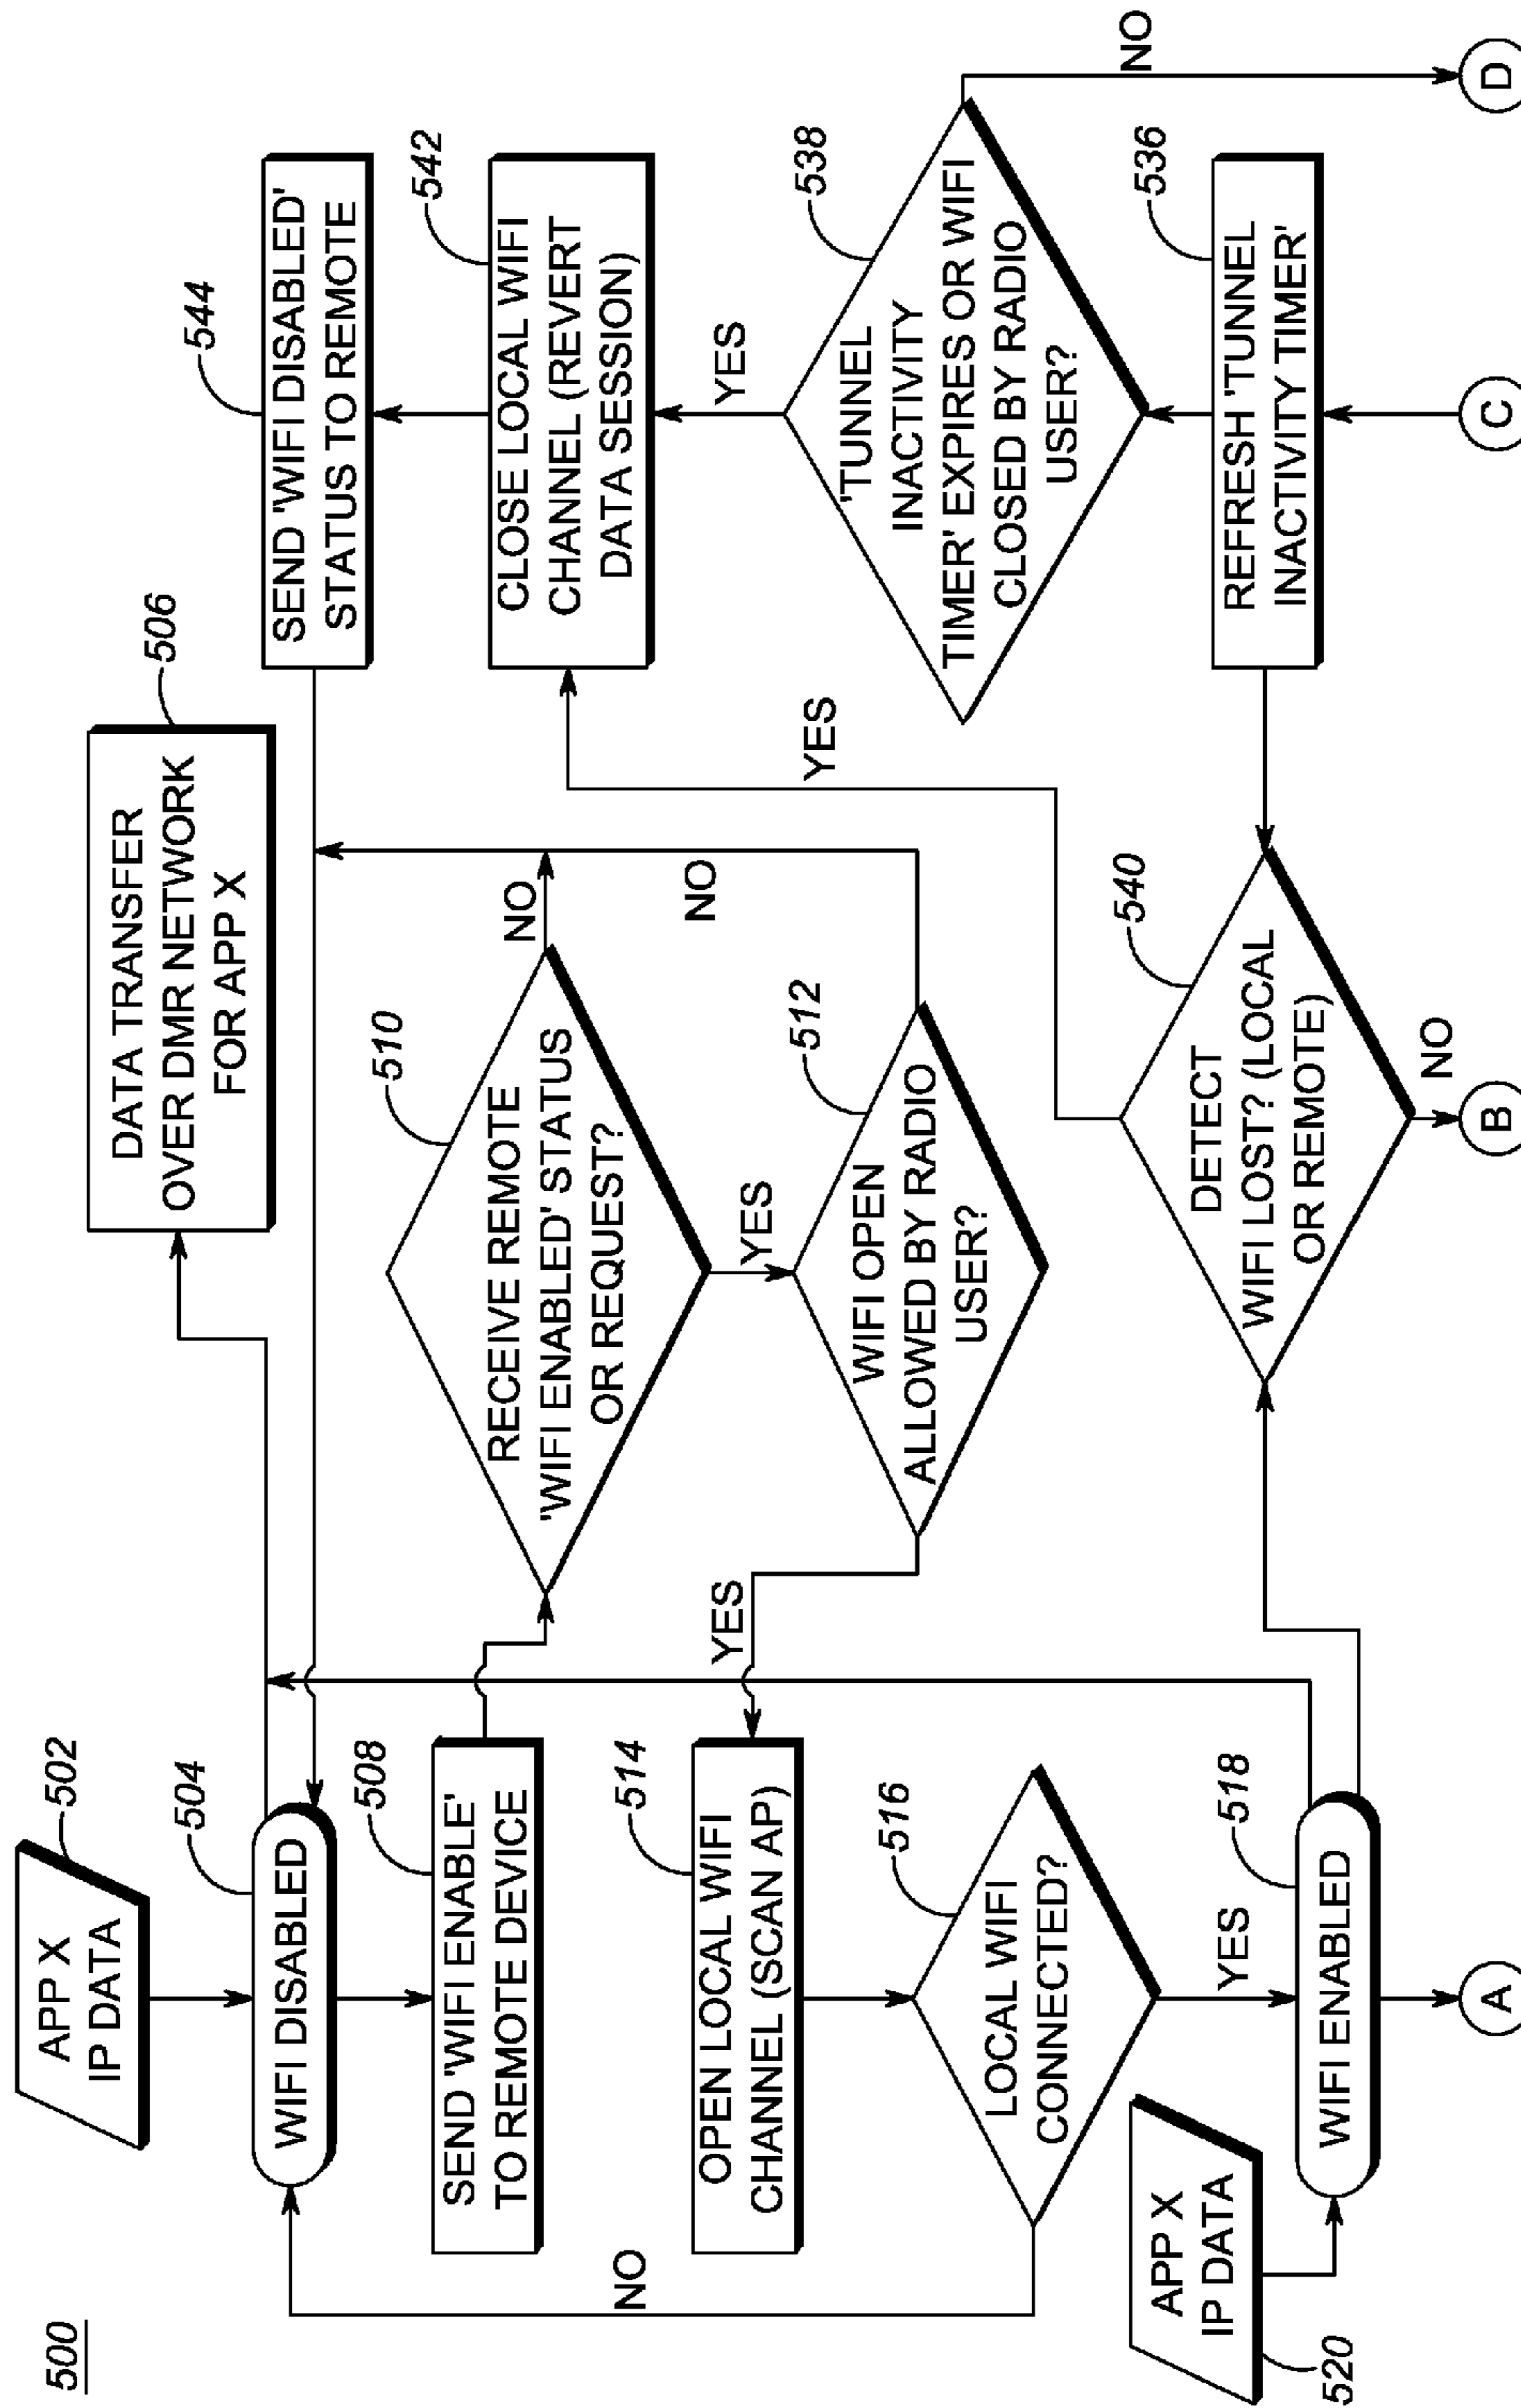 500
APP X
IP DATA
502
WIFI DISABLED
504
DATA TRANSFER
OVER DMR NETWORK
FOR APP X
506
SEND 'WIFI ENABLE'
TO REMOTE DEVICE
508
RECEIVE REMOTE
'WIFI ENABLED' STATUS
OR REQUEST?
510
NO
YES
WIFI OPEN
ALLOWED BY RADIO
USER?
512
NO
YES
OPEN LOCAL WIFI
CHANNEL (SCAN AP)
514
LOCAL WIFI
CONNECTED?
516
NO
YES
WIFI ENABLED
518
APP X
IP DATA
520
A
SEND 'WIFI DISABLED'
STATUS TO REMOTE
544
CLOSE LOCAL WIFI
CHANNEL (REVERT
DATA SESSION)
542
YES
'TUNNEL
INACTIVITY
TIMER' EXPIRES OR WIFI
CLOSED BY RADIO
USER?
538
NO
REFRESH 'TUNNEL
INACTIVITY TIMER'
536
YES
DETECT
WIFI LOST? (LOCAL
OR REMOTE)
540
NO
B
C
D